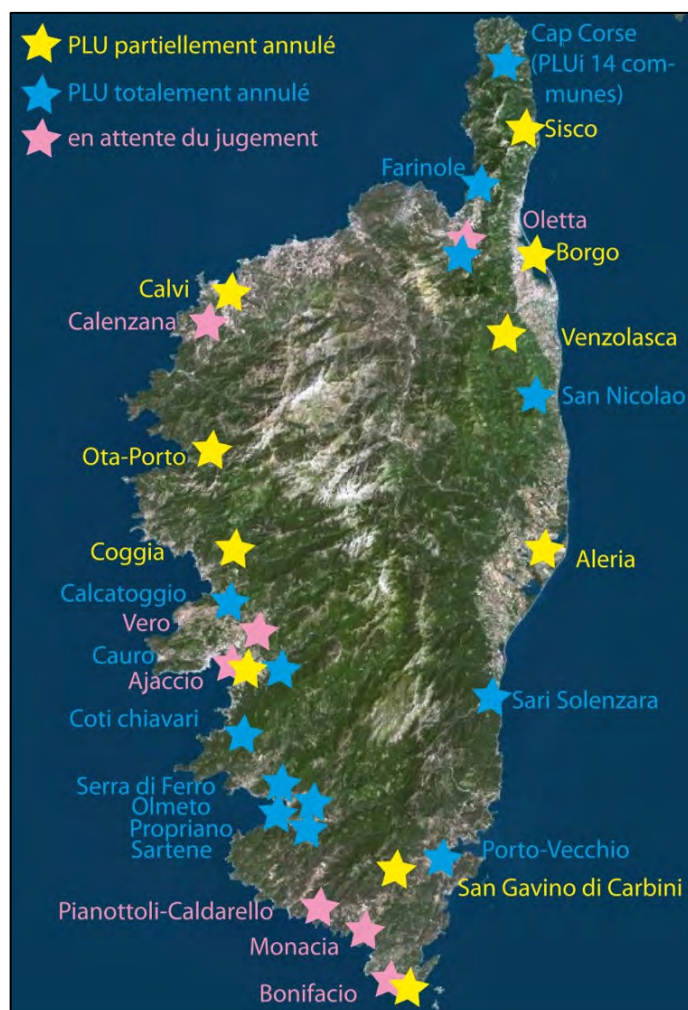 PLU partiellement annulé
PLU totalement annulé
en attente du jugement
Cap Corse
(PLUi 14 com-
munes)
Sisco
Farinole
Oletta
Borgo
Calvi
Calenzana
Venzolasca
San Nicolao
Ota-Porto
Coggia
Aleria
Calcatoggio
Vero
Cauro
Ajaccio
Sari Solenzara
Coti chiavari
Serra di Ferro
Olmeto
Propriano
Sartene
Porto-Vecchio
San Gavino di Carbini
Pianottoli-Caldarello
Monacia
Bonifacio